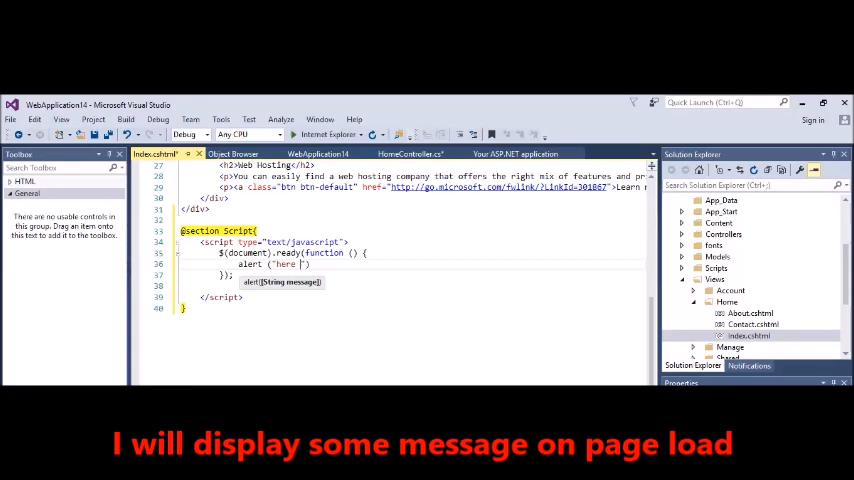 WebApplication14 - Microsoft Visual Studio
Quick Launch (Ctrl+Q)
File Edit View Project Build Debug Team Tools Test Analyze Window Help
Sign in
Debug Any CPU Internet Explorer
Toolbox
Search Toolbox
HTML
General
There are no usable controls in
this group. Drag an item onto
this text to add it to the toolbox.
Index.cshtml* Object Browser WebApplication14 HomeController.cs* Your ASP.NET application
27 <h2>Web Hosting</h2>
28 <p>You can easily find a web hosting company that offers the right mix of features and pr
29 <p><a class="btn btn-default" href="http://go.microsoft.com/fwlink/?LinkId=301867">Learn m
30 </div>
31 </div>
32
33 @section Script{
34 <script type="text/javascript">
35 $(document).ready(function () {
36 alert ("here ")
37 });
alert([String message])
38
39 </script>
40 }
Solution Explorer
Search Solution Explorer (Ctrl+;)
App_Data
App_Start
Content
Controllers
fonts
Models
Scripts
Views
Account
Home
About.cshtml
Contact.cshtml
Index.cshtml
Manage
Shared
Solution Explorer Notifications
Properties
I will display some message on page load